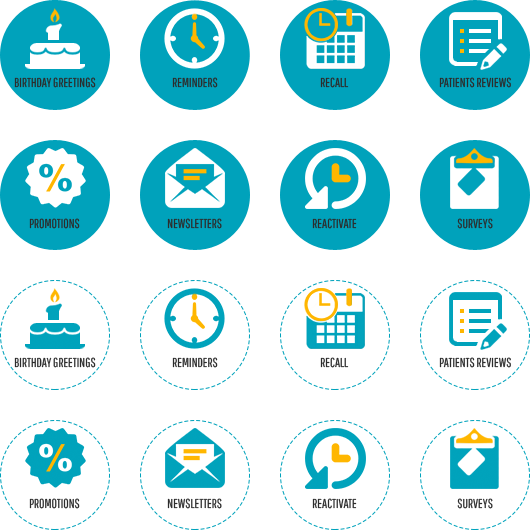 BIRTHDAY GREETINGS
REMINDERS
RECALL
PATIENTS REVIEWS
%
PROMOTIONS
NEWSLETTERS
REACTIVATE
SURVEYS
BIRTHDAY GREETINGS
REMINDERS
RECALL
PATIENTS REVIEWS
%
PROMOTIONS
NEWSLETTERS
REACTIVATE
SURVEYS